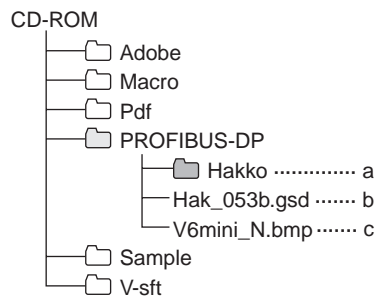 CD-ROM
Adobe
Macro
Pdf
PROFIBUS-DP
Hakko ·············· a
Hak_053b.gsd ······· b
V6mini_N.bmp ······· c
Sample
V-sft